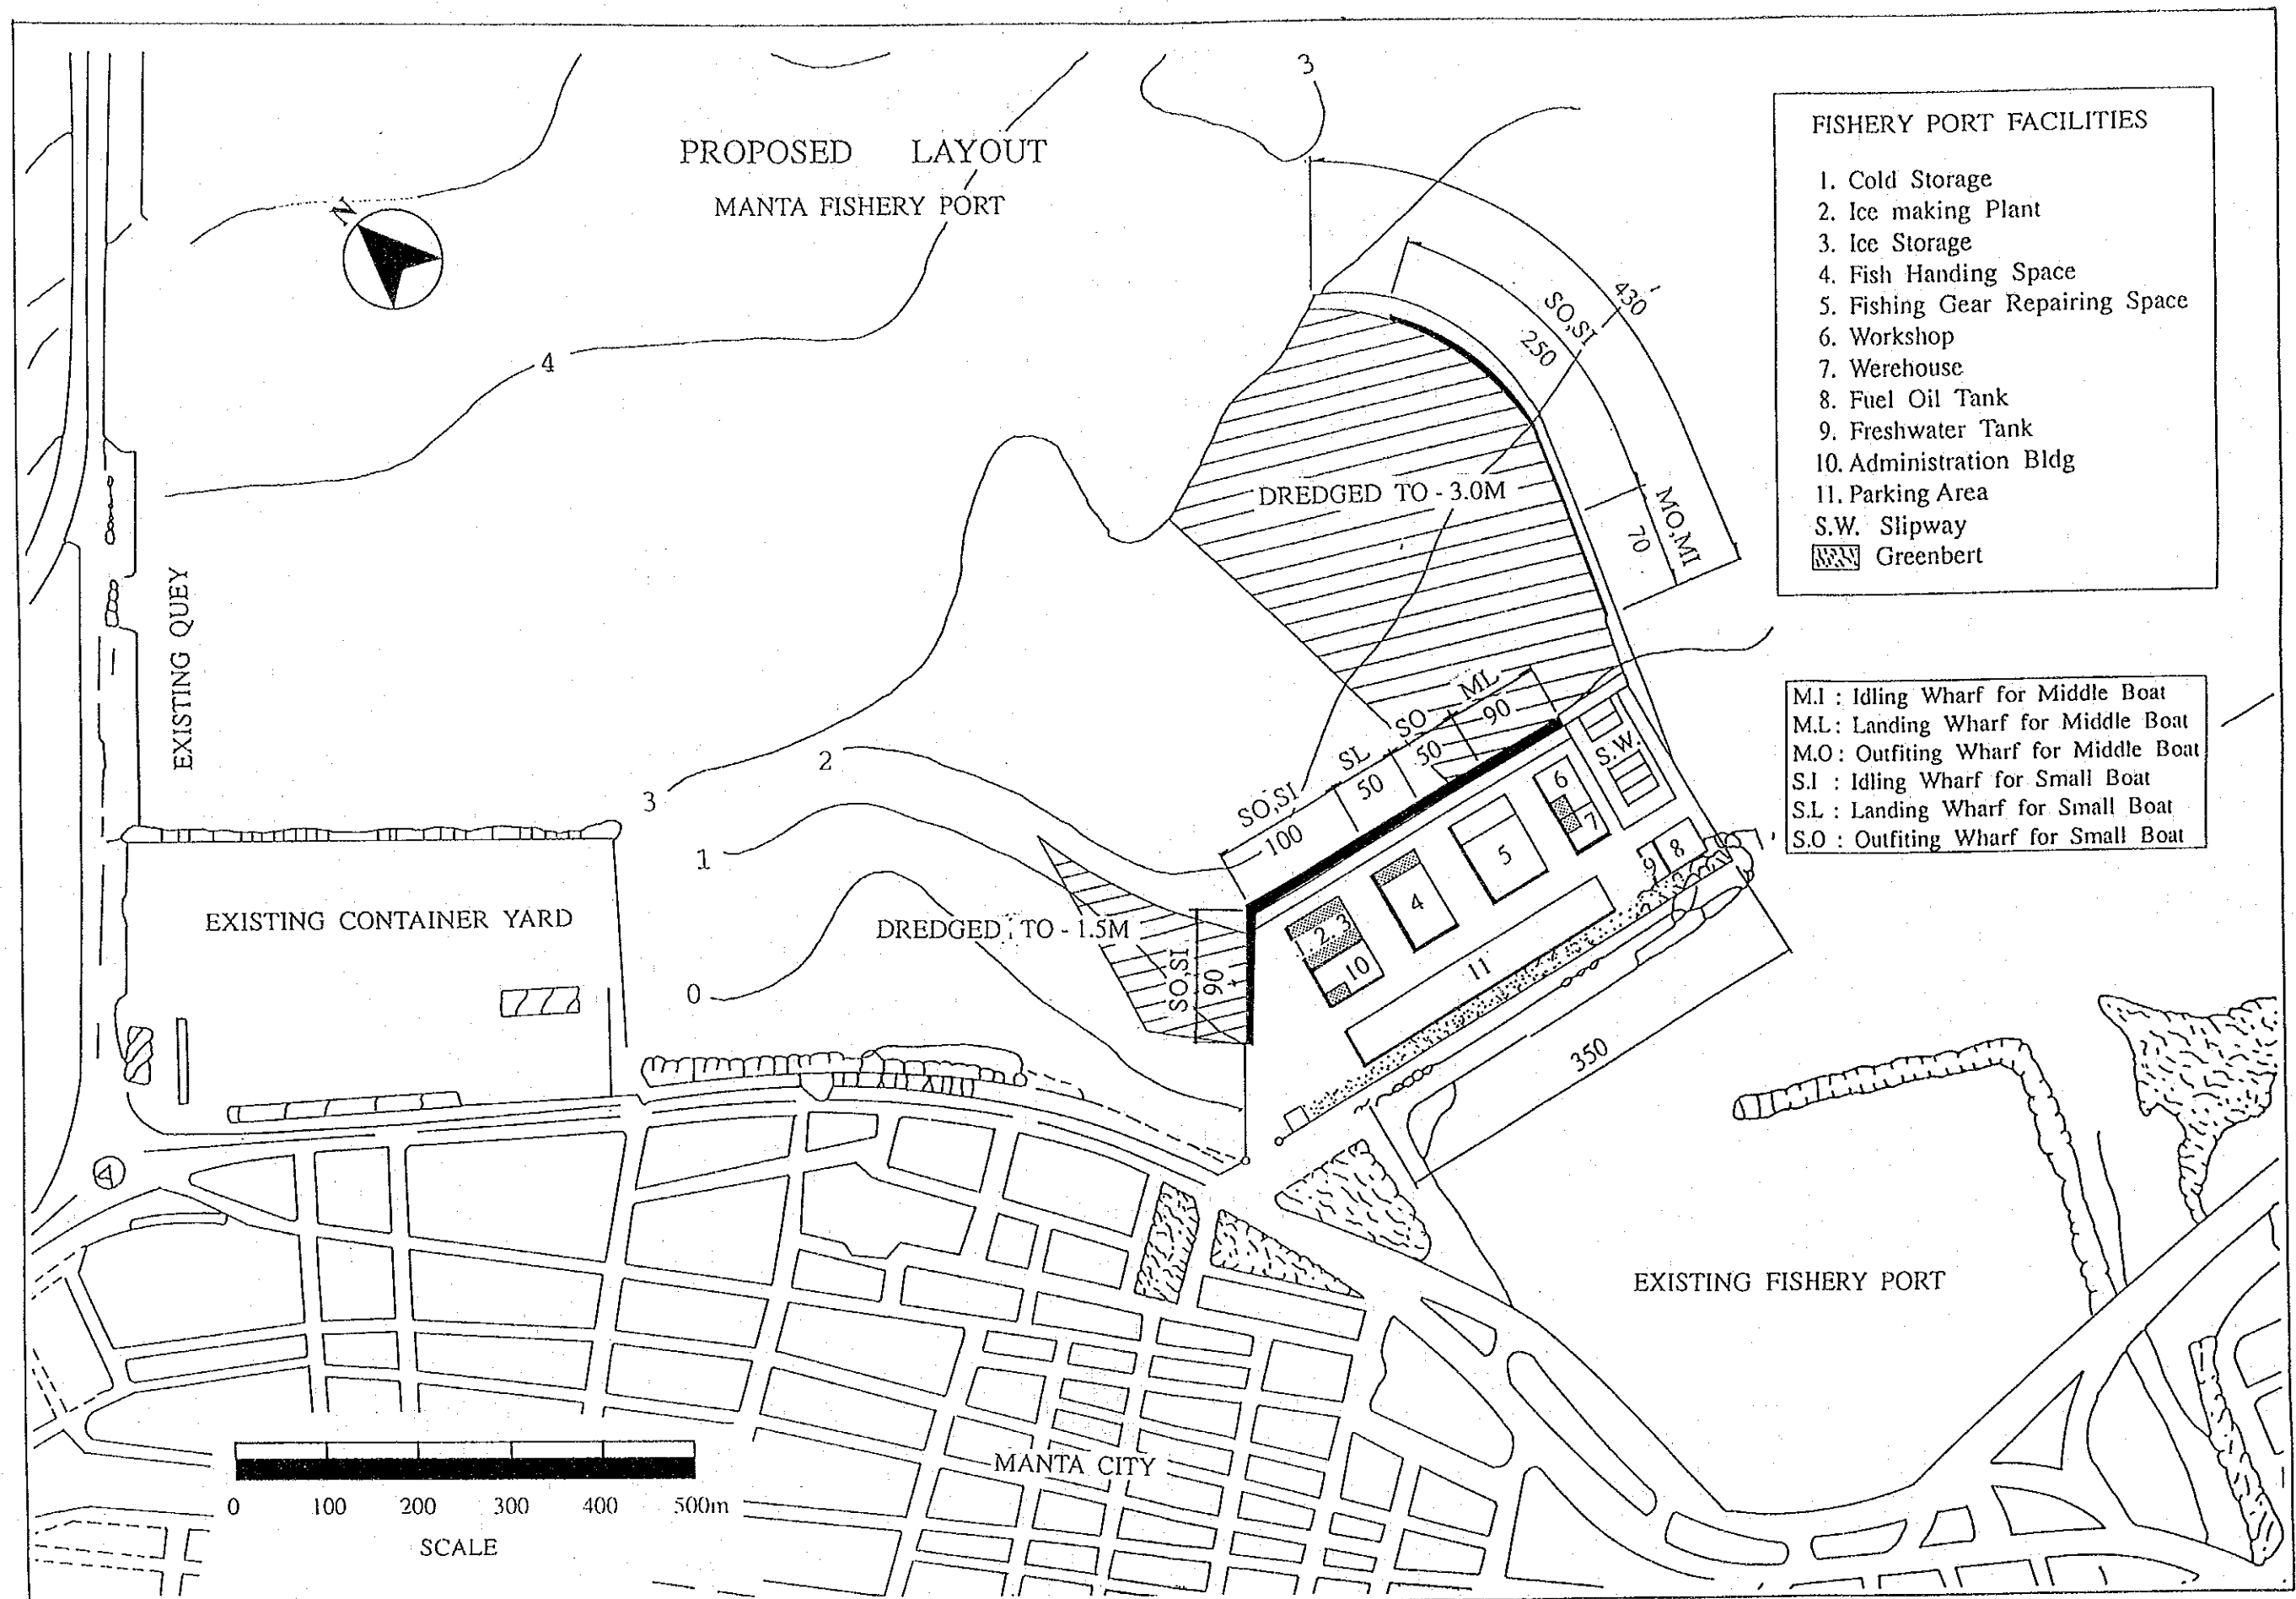 PROPOSED LAYOUT
MANTA FISHERY PORT
N
3
4
FISHERY PORT FACILITIES
1. Cold Storage
2. Ice making Plant
3. Ice Storage
4. Fish Handing Space
5. Fishing Gear Repairing Space
6. Workshop
7. Werehouse
8. Fuel Oil Tank
9. Freshwater Tank
10. Administration Bldg
11. Parking Area
S.W. Slipway
Greenbert
430
SO,SI
250
MO,MI
70
DREDGED TO - 3.0M
M.I : Idling Wharf for Middle Boat
M.L : Landing Wharf for Middle Boat
M.O : Outfiting Wharf for Middle Boat
S.I : Idling Wharf for Small Boat
S.L : Landing Wharf for Small Boat
S.O : Outfiting Wharf for Small Boat
EXISTING QUEY
ML
90
SO
50
SL
50
SO,SI
100
S.W.
6
7
5
4
8
9
1. 2. 3
10
11
2
3
1
0
EXISTING CONTAINER YARD
DREDGED TO - 1.5M
SO,SI
90
350
EXISTING FISHERY PORT
MANTA CITY
0 100 200 300 400 500m
SCALE